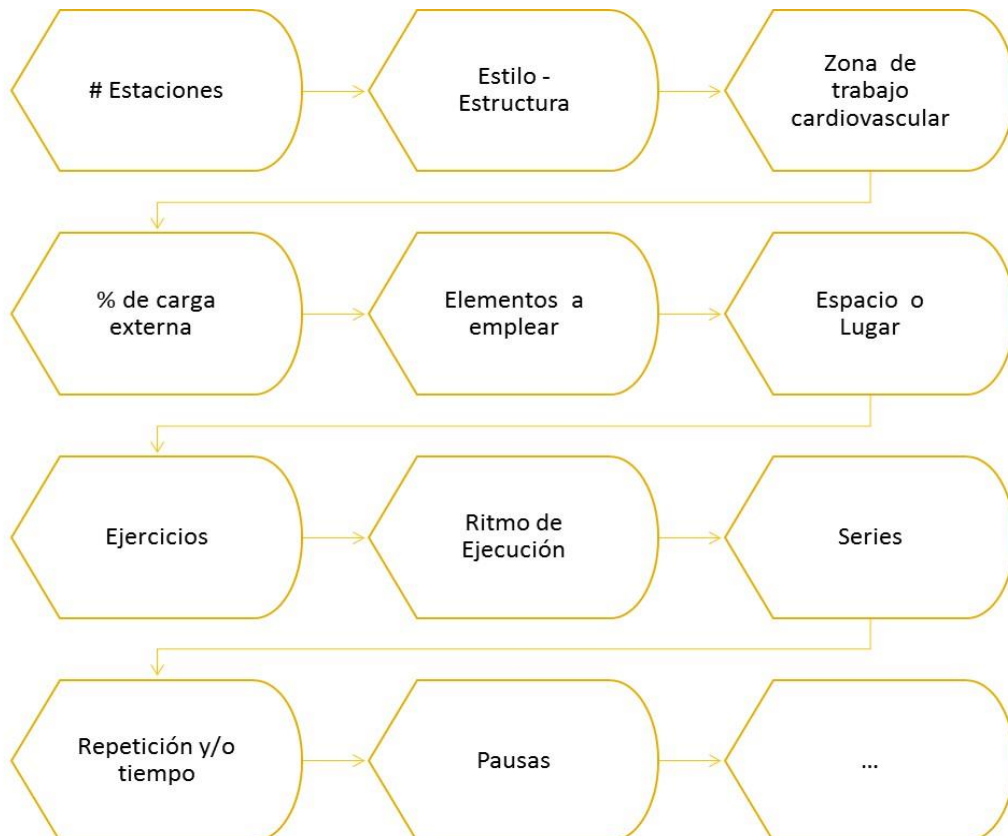 # Estaciones
Estilo -
Estructura
Zona de
trabajo
cardiovascular
% de carga
externa
Elementos a
emplear
Espacio o
Lugar
Ejercicios
Ritmo de
Ejecución
Series
Repetición y/o
tiempo
Pausas
...